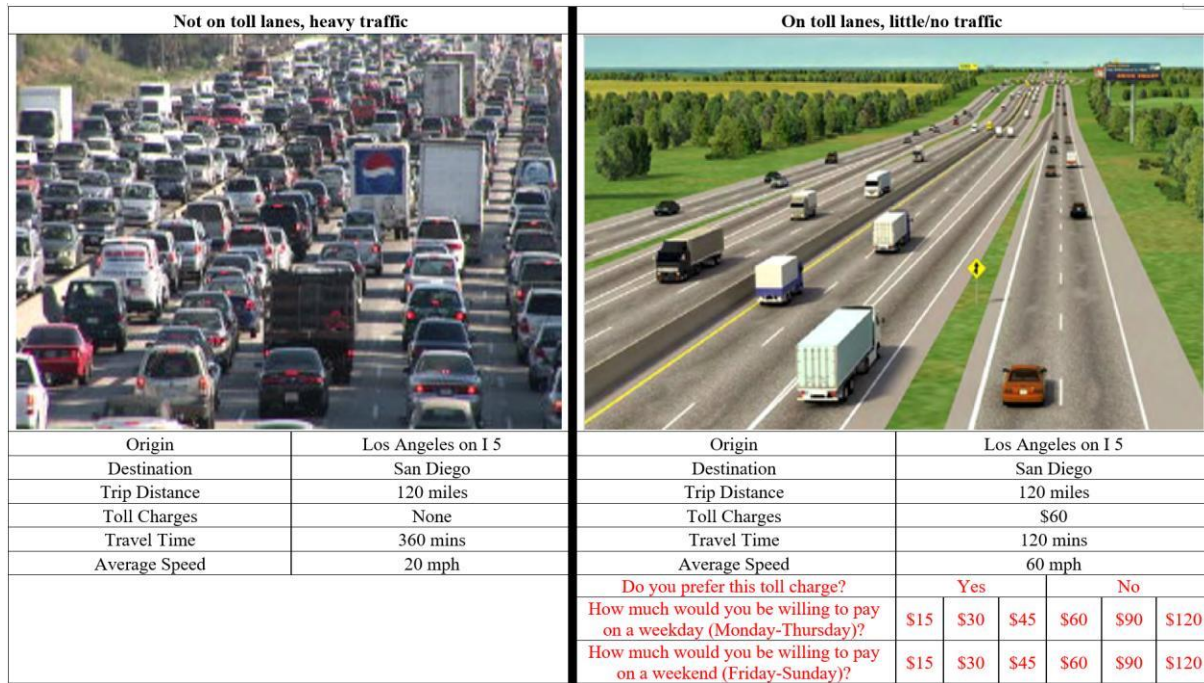 Not on toll lanes, heavy traffic
On toll lanes, little/no traffic
Origin Los Angeles on I 5
Destination San Diego
Trip Distance 120 miles
Toll Charges None
Travel Time 360 mins
Average Speed 20 mph
Origin Los Angeles on I 5
Destination San Diego
Trip Distance 120 miles
Toll Charges $60
Travel Time 120 mins
Average Speed 60 mph
Do you prefer this toll charge? Yes No
How much would you be willing to pay
on a weekday (Monday-Thursday)? $15 $30 $45 $60 $90 $120
How much would you be willing to pay
on a weekend (Friday-Sunday)? $15 $30 $45 $60 $90 $120